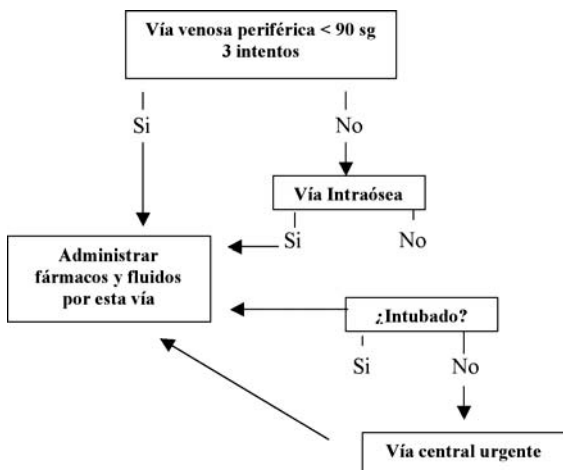 Vía venosa periférica < 90 sg
3 intentos
Si
No
Vía Intraósea
Si
No
Administrar
fármacos y fluidos
por esta vía
¿Intubado?
Si
No
Vía central urgente